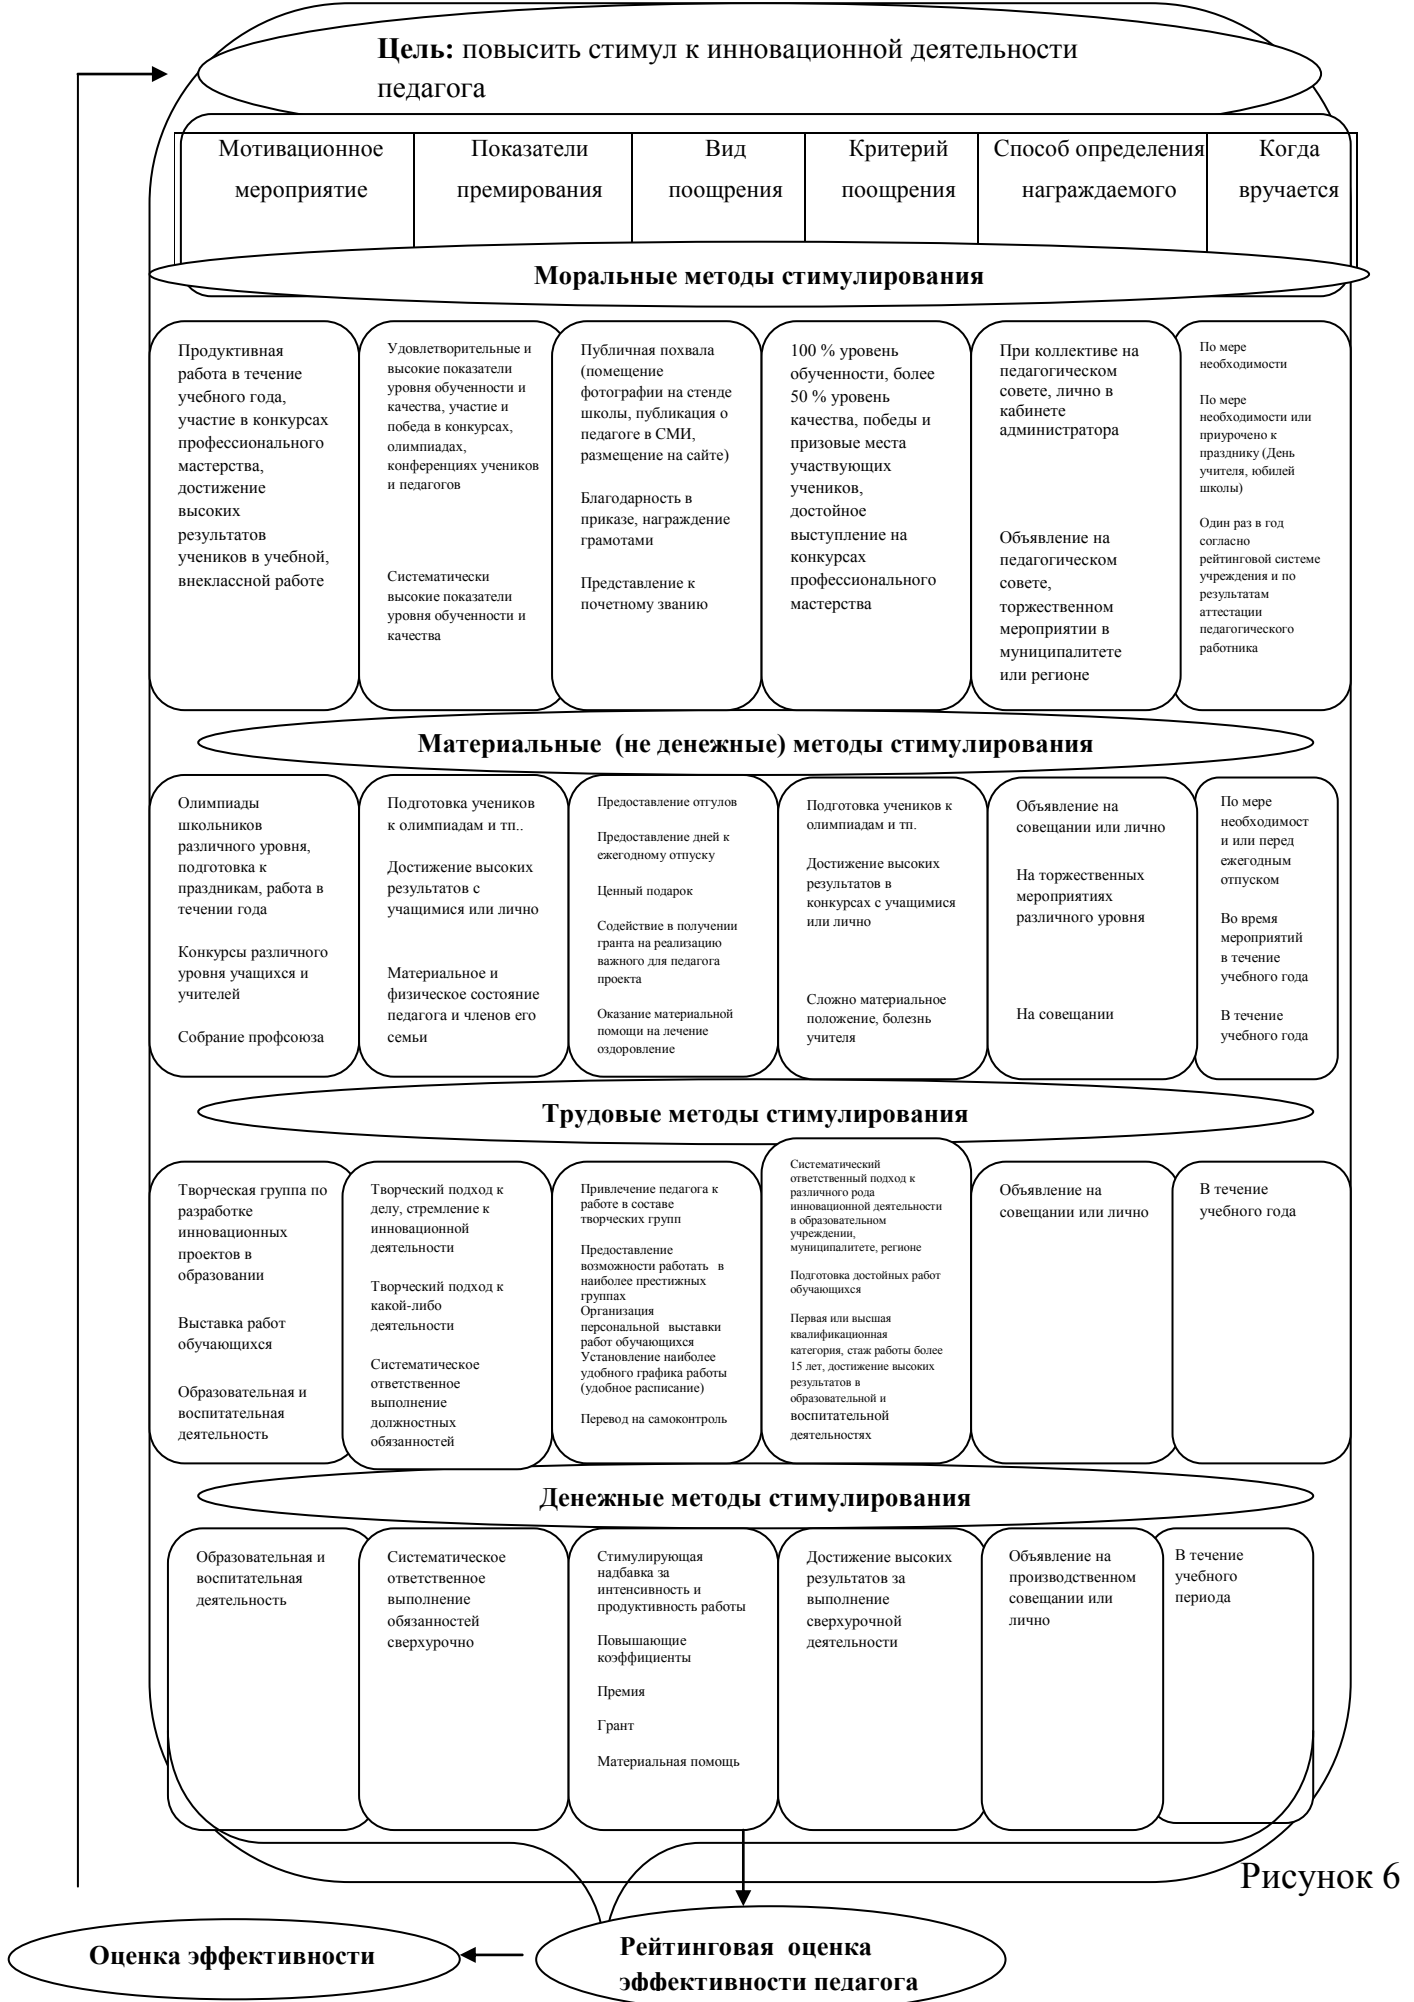 Цель: повысить стимул к инновационной деятельности
педагога
Мотивационное
мероприятие
Показатели
премирования
Вид
поощрения
Критерий
поощрения
Способ определения
награждаемого
Когда
вручается
Моральные методы стимулирования
Продуктивная
работа в течение
учебного года,
участие в конкурсах
профессионального
мастерства,
достижение
высоких
результатов
учеников в учебной,
внеклассной работе
Удовлетворительные и
высокие показатели
уровня обученности и
качества, участие и
победа в конкурсах,
олимпиадах,
конференциях учеников
и педагогов
Систематически
высокие показатели
уровня обученности и
качества
Публичная похвала
(помещение
фотографии на стенде
школы, публикация о
педагоге в СМИ,
размещение на сайте)
Благодарность в
приказе, награждение
грамотами
Представление к
почетному званию
100 % уровень
обученности, более
50 % уровень
качества, победы и
призовые места
участвующих
учеников,
достойное
выступление на
конкурсах
профессионального
мастерства
При коллективе на
педагогическом
совете, лично в
кабинете
администратора
Объявление на
педагогическом
совете,
торжественном
мероприятии в
муниципалитете
или регионе
По мере
необходимости
По мере
необходимости или
приурочено к
празднику (День
учителя, юбилей
школы)
Один раз в год
согласно
рейтинговой системе
учреждения и по
результатам
аттестации
педагогического
работника
Материальные (не денежные) методы стимулирования
Олимпиады
школьников
различного уровня,
подготовка к
праздникам, работа в
течении года
Конкурсы различного
уровня учащихся и
учителей
Собрание профсоюза
Подготовка учеников
к олимпиадам и тп..
Достижение высоких
результатов с
учащимися или лично
Материальное и
физическое состояние
педагога и членов его
семьи
Предоставление отгулов
Предоставление дней к
ежегодному отпуску
Ценный подарок
Содействие в получении
гранта на реализацию
важного для педагога
проекта
Оказание материальной
помощи на лечение
оздоровление
Подготовка учеников к
олимпиадам и тп.
Достижение высоких
результатов в
конкурсах с учащимися
или лично
Сложно материальное
положение, болезнь
учителя
Объявление на
совещании или лично
На торжественных
мероприятиях
различного уровня
На совещании
По мере
необходимост
и или перед
ежегодным
отпуском
Во время
мероприятий
в течение
учебного года
В течение
учебного года
Трудовые методы стимулирования
Творческая группа по
разработке
инновационных
проектов в
образовании
Выставка работ
обучающихся
Образовательная и
воспитательная
деятельность
Творческий подход к
делу, стремление к
инновационной
деятельности
Творческий подход к
какой-либо
деятельности
Систематическое
ответственное
выполнение
должностных
обязанностей
Привлечение педагога к
работе в составе
творческих групп
Предоставление
возможности работать в
наиболее престижных
группах
Организация
персональной выставки
работ обучающихся
Установление наиболее
удобного графика работы
(удобное расписание)
Перевод на самоконтроль
Систематический
ответственный подход к
различного рода
инновационной деятельности
в образовательном
учреждении,
муниципалитете, регионе
Подготовка достойных работ
обучающихся
Первая или высшая
квалификационная
категория, стаж работы более
15 лет, достижение высоких
результатов в
образовательной и
воспитательной
деятельностях
Объявление на
совещании или лично
В течение
учебного года
Денежные методы стимулирования
Образовательная и
воспитательная
деятельность
Систематическое
ответственное
выполнение
обязанностей
сверхурочно
Стимулирующая
надбавка за
интенсивность и
продуктивность работы
Повышающие
коэффициенты
Премия
Грант
Материальная помощь
Достижение высоких
результатов за
выполнение
сверхурочной
деятельности
Объявление на
производственном
совещании или
лично
В течение
учебного
периода
Рисунок 6
Оценка эффективности
Рейтинговая оценка
эффективности педагога